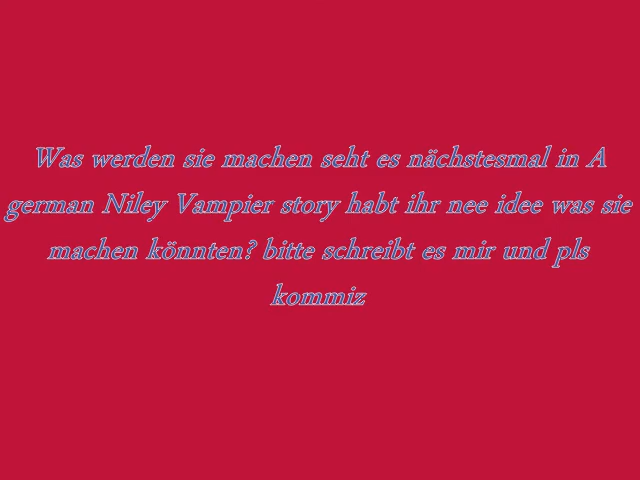 Was werden sie machen seht es nächstesmal in A
german Niley Vampier story habt ihr nee idee was sie
machen könnten? bitte schreibt es mir und pls
kommiz